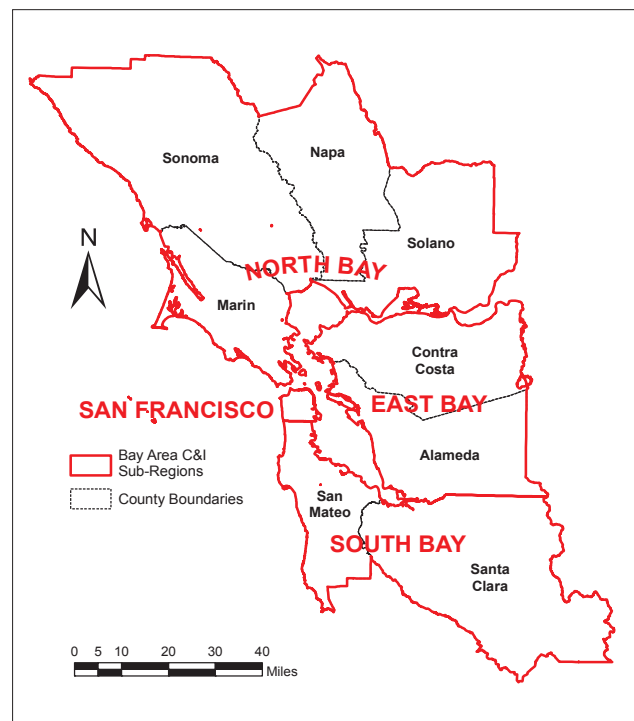 Napa
Sonoma
Solano
N
NORTH BAY
Marin
Contra
Costa
SAN FRANCISCO
EAST BAY
Bay Area C&I
Sub-Regions
Alameda
County Boundaries
San
Mateo
SOUTH BAY
Santa
Clara
0 5 10 20 30 40
Miles